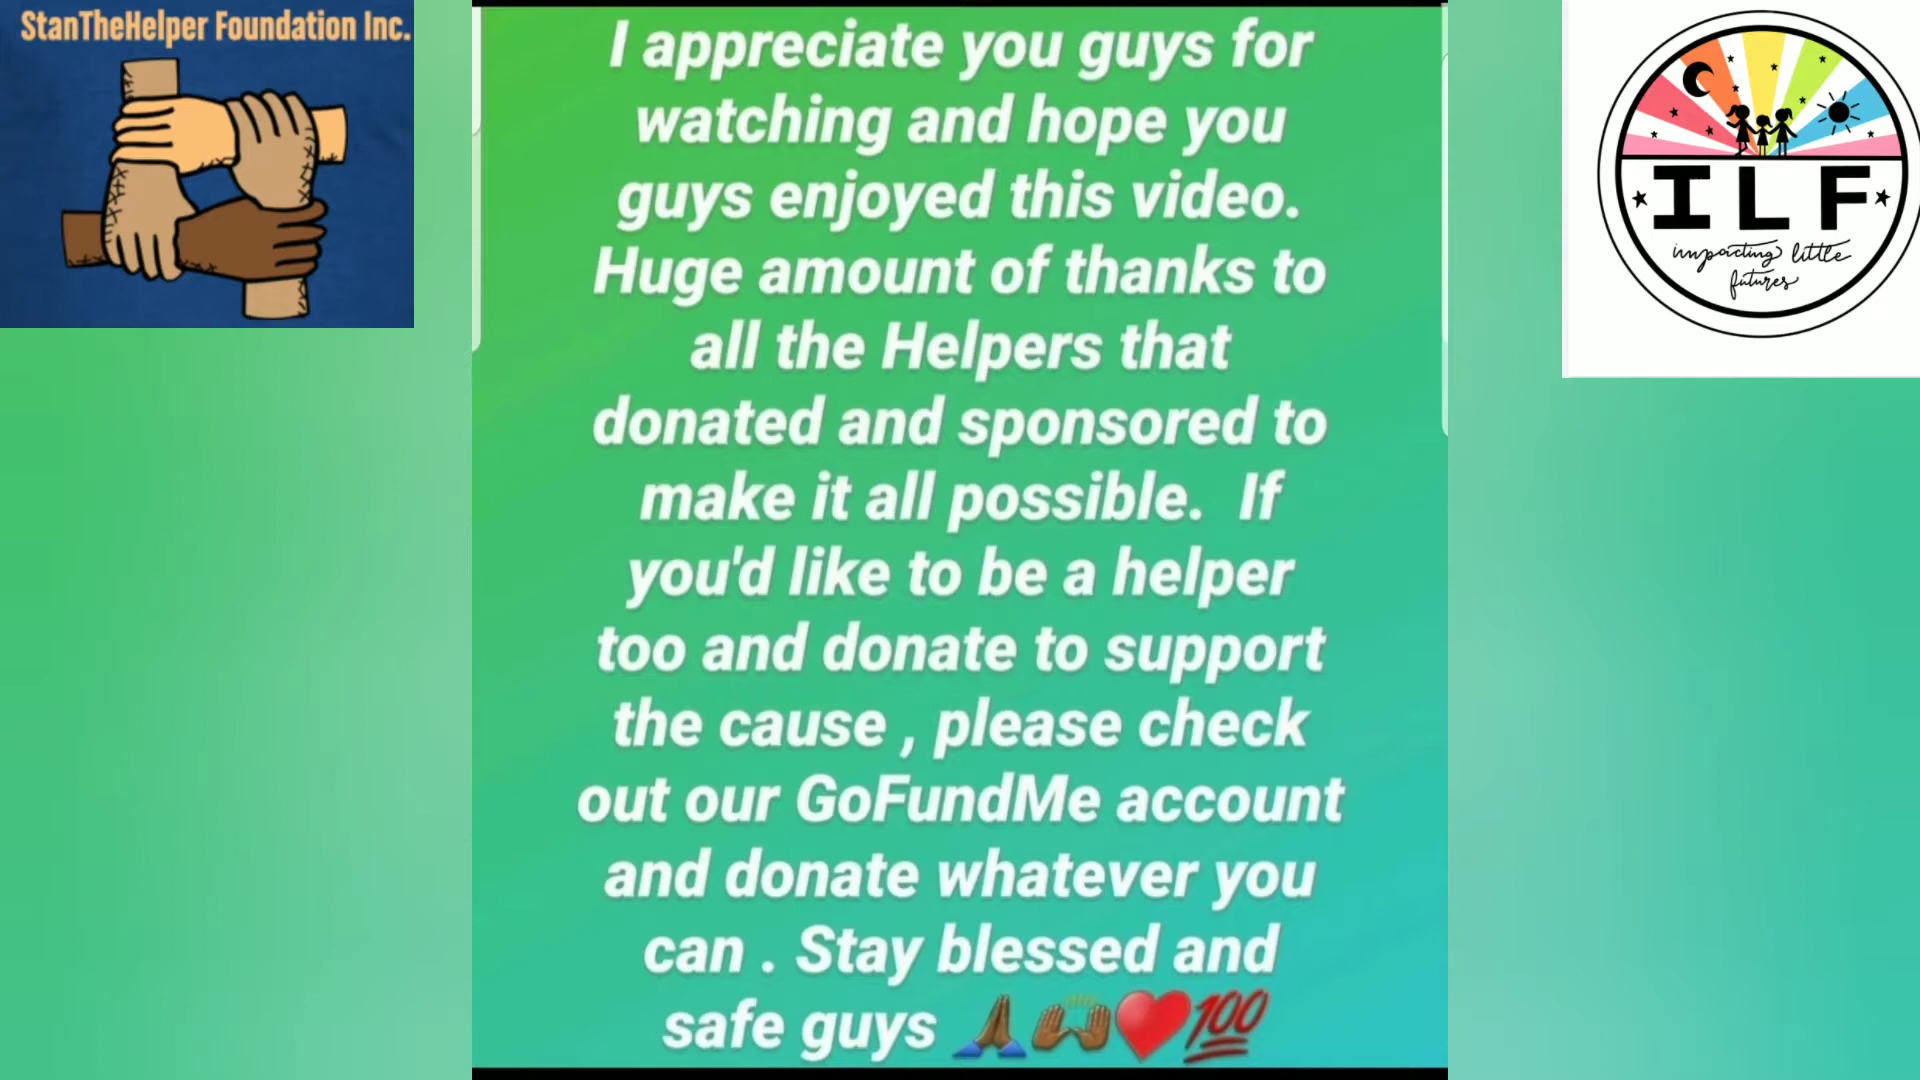 StanTheHelper Foundation Inc.
I appreciate you guys for
watching and hope you
guys enjoyed this video.
Huge amount of thanks to
all the Helpers that
donated and sponsored to
make it all possible. If
you'd like to be a helper
too and donate to support
the cause , please check
out our GoFundMe account
and donate whatever you
can . Stay blessed and
safe guys 🙏🏾🙌🏾❤️💯
ILF
impacting little
futures